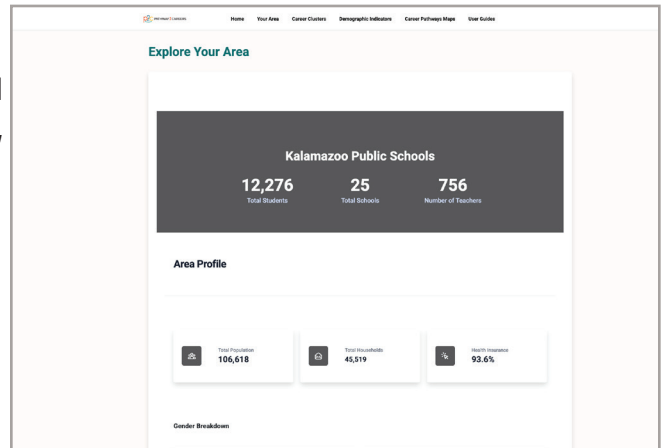 Home Your Area Career Clusters Demographic Indicators Career Pathways Maps User Guides
Explore Your Area
Kalamazoo Public Schools
12,276 25 756
Total Students Total Schools Number of Teachers
Area Profile
Total Population Total Households Health Insurance
106,618 45,519 93.6%
Gender Breakdown